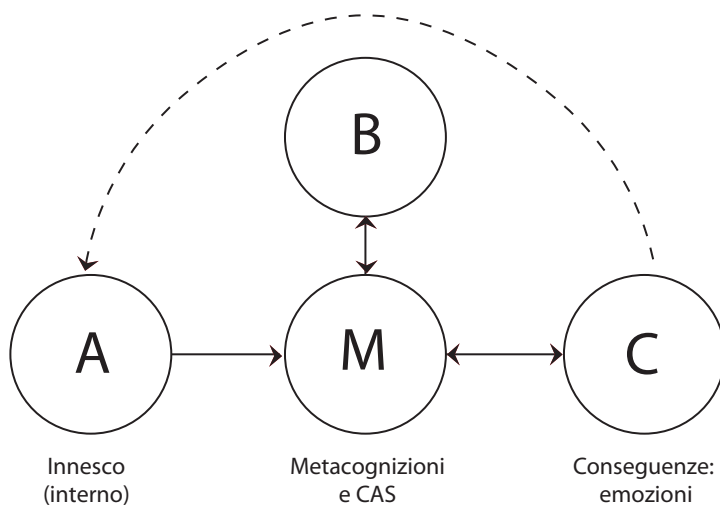 B
A
M
C
Innesco
(interno)
Metacognizioni
e CAS
Conseguenze:
emozioni